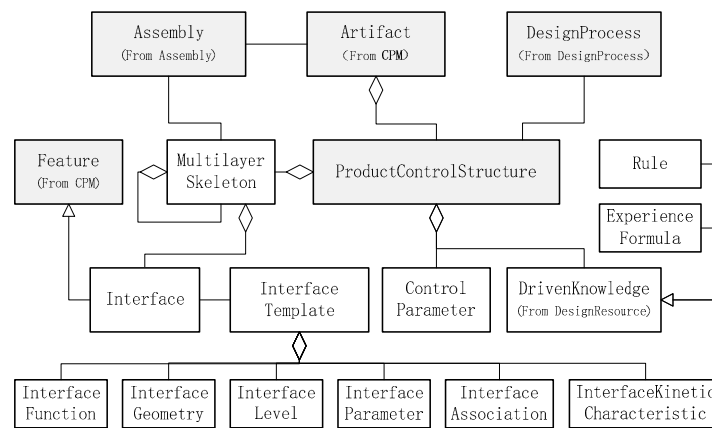 Assembly
(From Assembly)
Artifact
(From CPM)
DesignProcess
(From DesignProcess)
Feature
(From CPM)
Multilayer
Skeleton
ProductControlStructure
Rule
Experience
Formula
Interface
Interface
Template
Control
Parameter
DrivenKnowledge
(From DesignResource)
Interface
Function
Interface
Geometry
Interface
Level
Interface
Parameter
Interface
Association
InterfaceKinetic
Characteristic